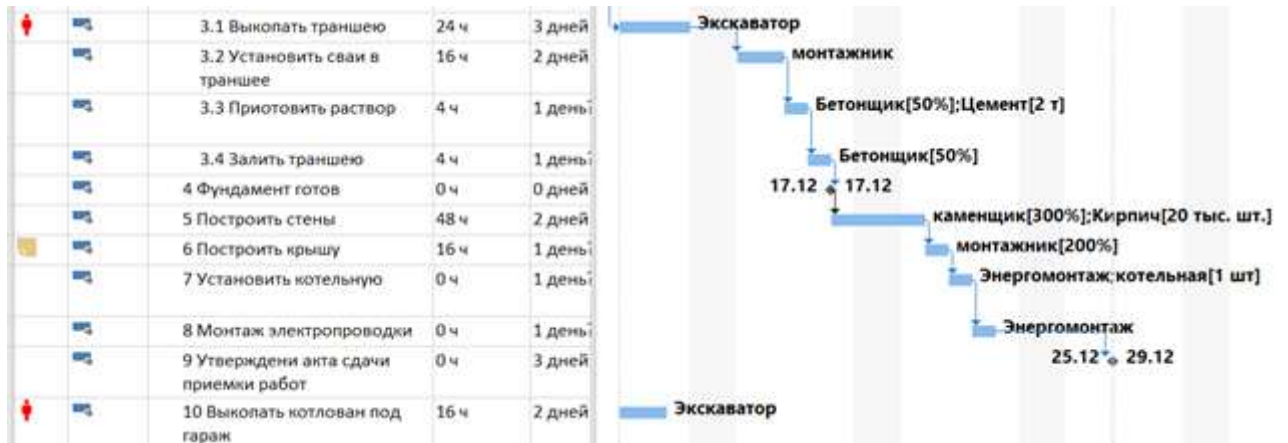 3.1 Выкопать траншею 24 ч 3 дней Экскаватор
3.2 Установить сваи в 16 ч 2 дней монтажник
траншее
3.3 Приотовить раствор 4 ч 1 день? Бетонщик[50%];Цемент[2 т]
3.4 Залить траншею 4 ч 1 день? Бетонщик[50%]
4 Фундамент готов 0 ч 0 дней 17.12 17.12
5 Построить стены 48 ч 2 дней каменщик[300%];Кирпич[20 тыс. шт.]
6 Построить крышу 16 ч 1 день? монтажник[200%]
7 Установить котельную 0 ч 1 день? Энергомонтаж;котельная[1 шт]
8 Монтаж электропроводки 0 ч 1 день? Энергомонтаж
9 Утверждени акта сдачи 0 ч 3 дней 25.12 29.12
приемки работ
10 Выкопать котлован под 16 ч 2 дней Экскаватор
гараж